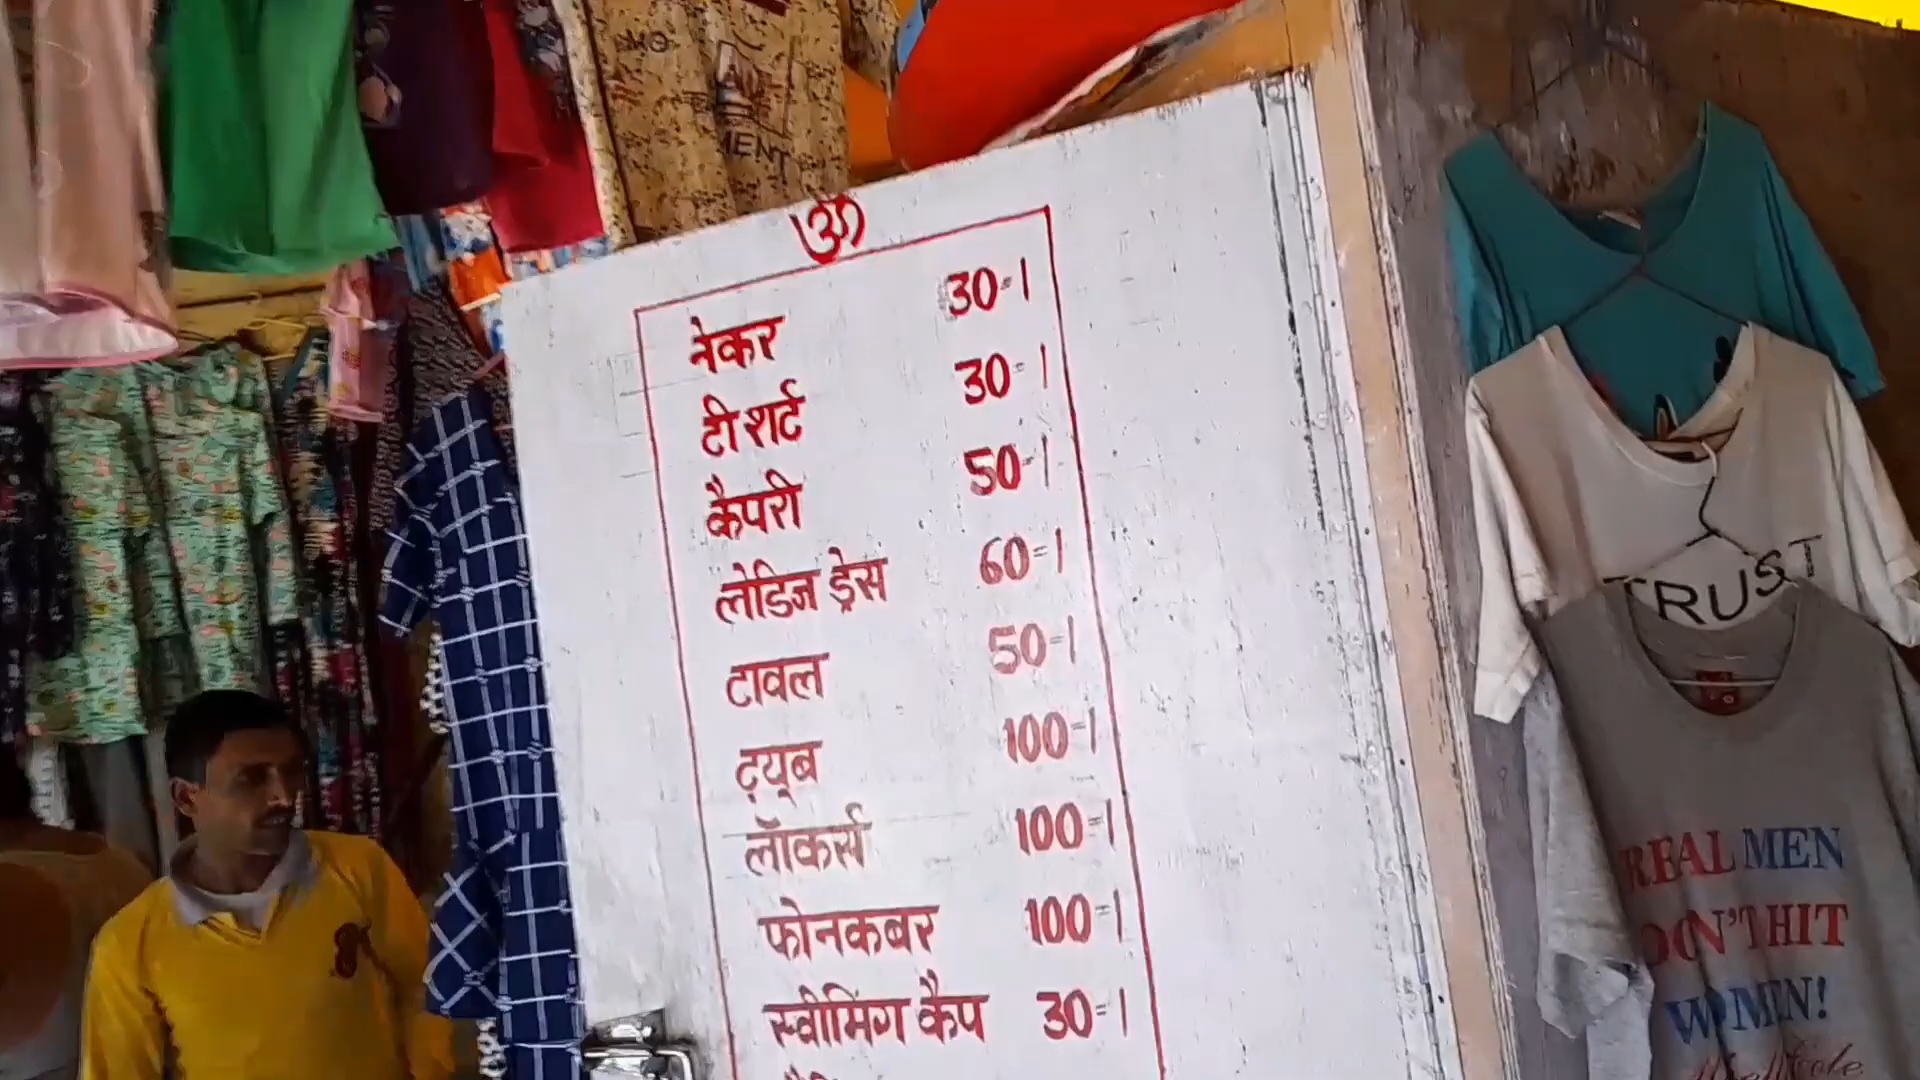 ॐ
नेकर 30=/
टी शर्ट 30=/
कैपरी 50=/
लेडिज ड्रेस 60=/
टावल 50=/
ट्यूब 100=/
लॉकर्स 100=/
फोनकबर 100=/
स्वीमिंग कैप 30=/
TRUST
REAL MEN
DON'T HIT
WOMEN!